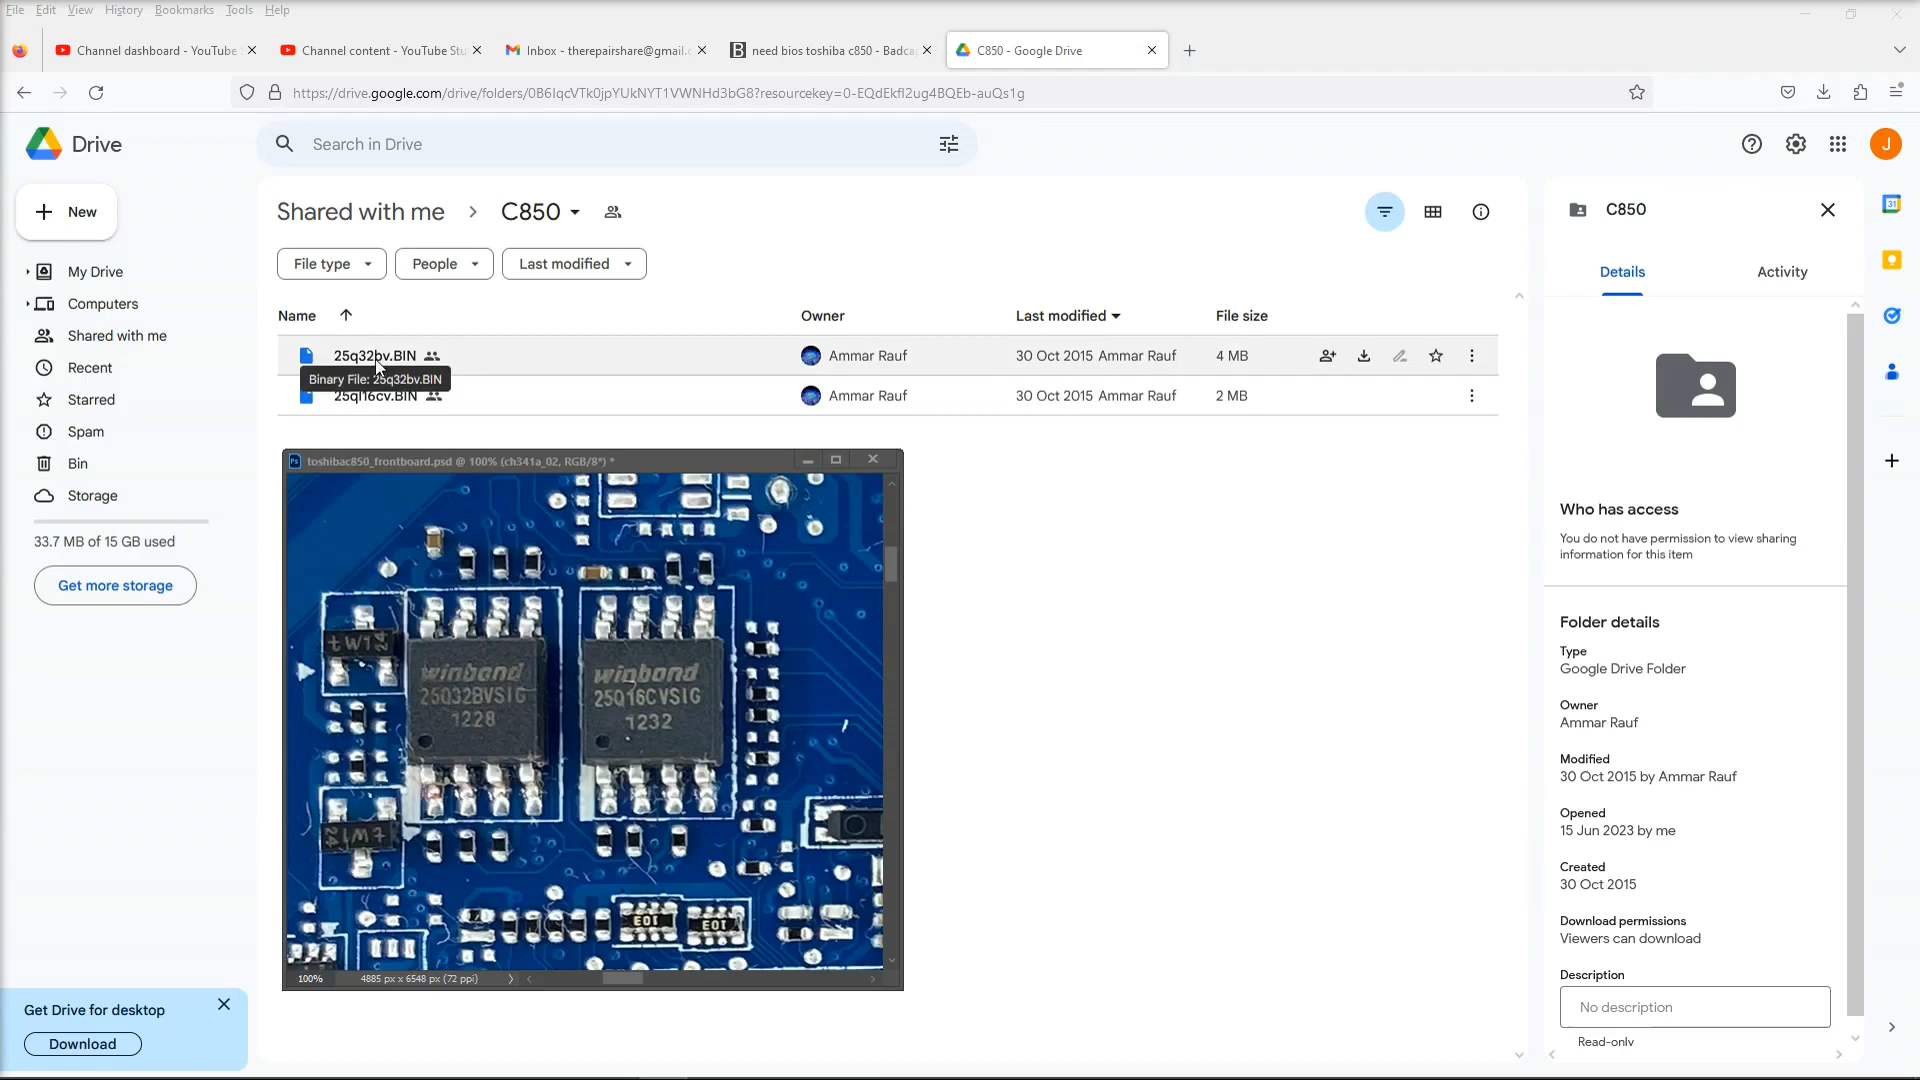 File Edit View History Bookmarks Tools Help
Channel dashboard - YouTube
Channel content - YouTube Stu
Inbox - therepairshare@gmail.c
need bios toshiba c850 - Badca
C850 - Google Drive
https://drive.google.com/drive/folders/0B6IqcVTk0jpYUkNYT1VWNHd3bG8?resourcekey=0-EQdEkfI2ug4BQEb-auQs1g
Drive
Search in Drive
New
My Drive
Computers
Shared with me
Recent
Starred
Spam
Bin
Storage
33.7 MB of 15 GB used
Get more storage
Get Drive for desktop
Download
Shared with me > C850
File type
People
Last modified
Name
Owner
Last modified
File size
25q32bv.BIN
Ammar Rauf
30 Oct 2015 Ammar Rauf
4 MB
Binary File: 25q32bv.BIN
25ql16cv.BIN
Ammar Rauf
30 Oct 2015 Ammar Rauf
2 MB
toshibac850_frontboard.psd @ 100% (ch341a_02, RGB/8*) *
winbond
25Q32BVSIG
1228
winbond
25Q16CVSIG
1232
E01
E01
100%
4885 px x 6548 px (72 ppi)
C850
Details
Activity
Who has access
You do not have permission to view sharing
information for this item
Folder details
Type
Google Drive Folder
Owner
Ammar Rauf
Modified
30 Oct 2015 by Ammar Rauf
Opened
15 Jun 2023 by me
Created
30 Oct 2015
Download permissions
Viewers can download
Description
No description
Read-only
J
31